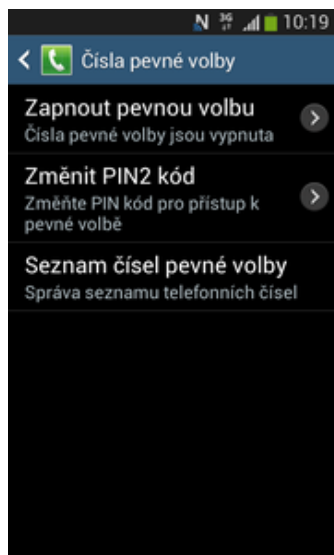 N 3G 10:19
Čísla pevné volby
Zapnout pevnou volbu
Čísla pevné volby jsou vypnuta
Změnit PIN2 kód
Změňte PIN kód pro přístup k
pevné volbě
Seznam čísel pevné volby
Správa seznamu telefonních čísel